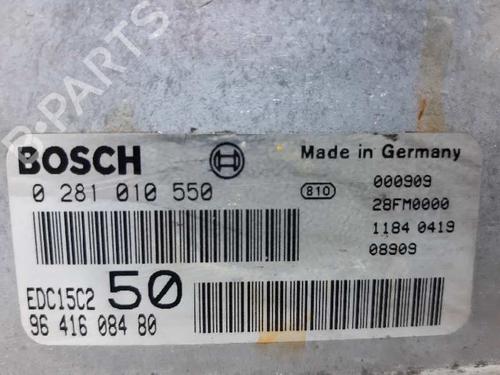 B-PARTS
BOSCH
Made in Germany
0 281 010 550
810
000909
28FM0000
1184 0419
08909
EDC15C2 50
96 416 084 80